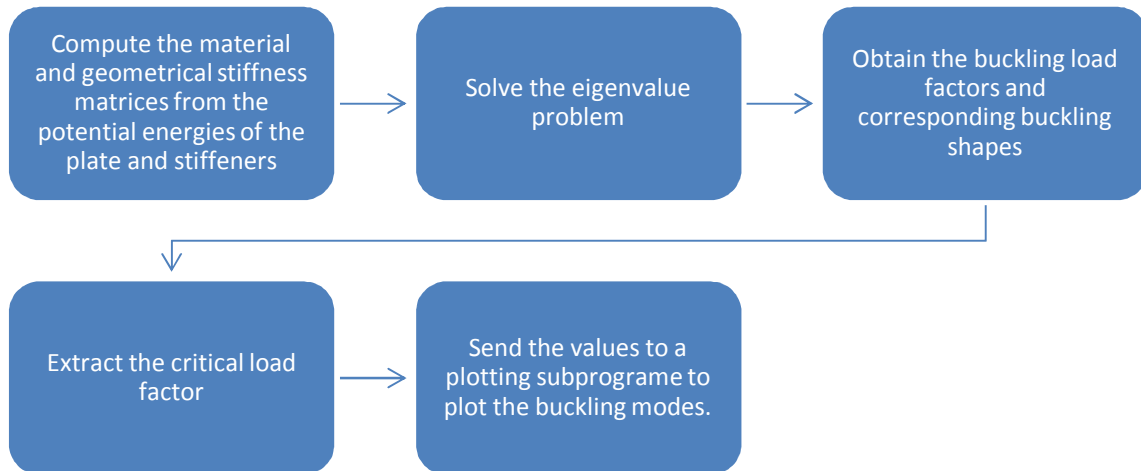 Compute the material
and geometrical stiffness
matrices from the
potential energies of the
plate and stiffeners
Solve the eigenvalue
problem
Obtain the buckling load
factors and
corresponding buckling
shapes
Extract the critical load
factor
Send the values to a
plotting subprograme to
plot the buckling modes.